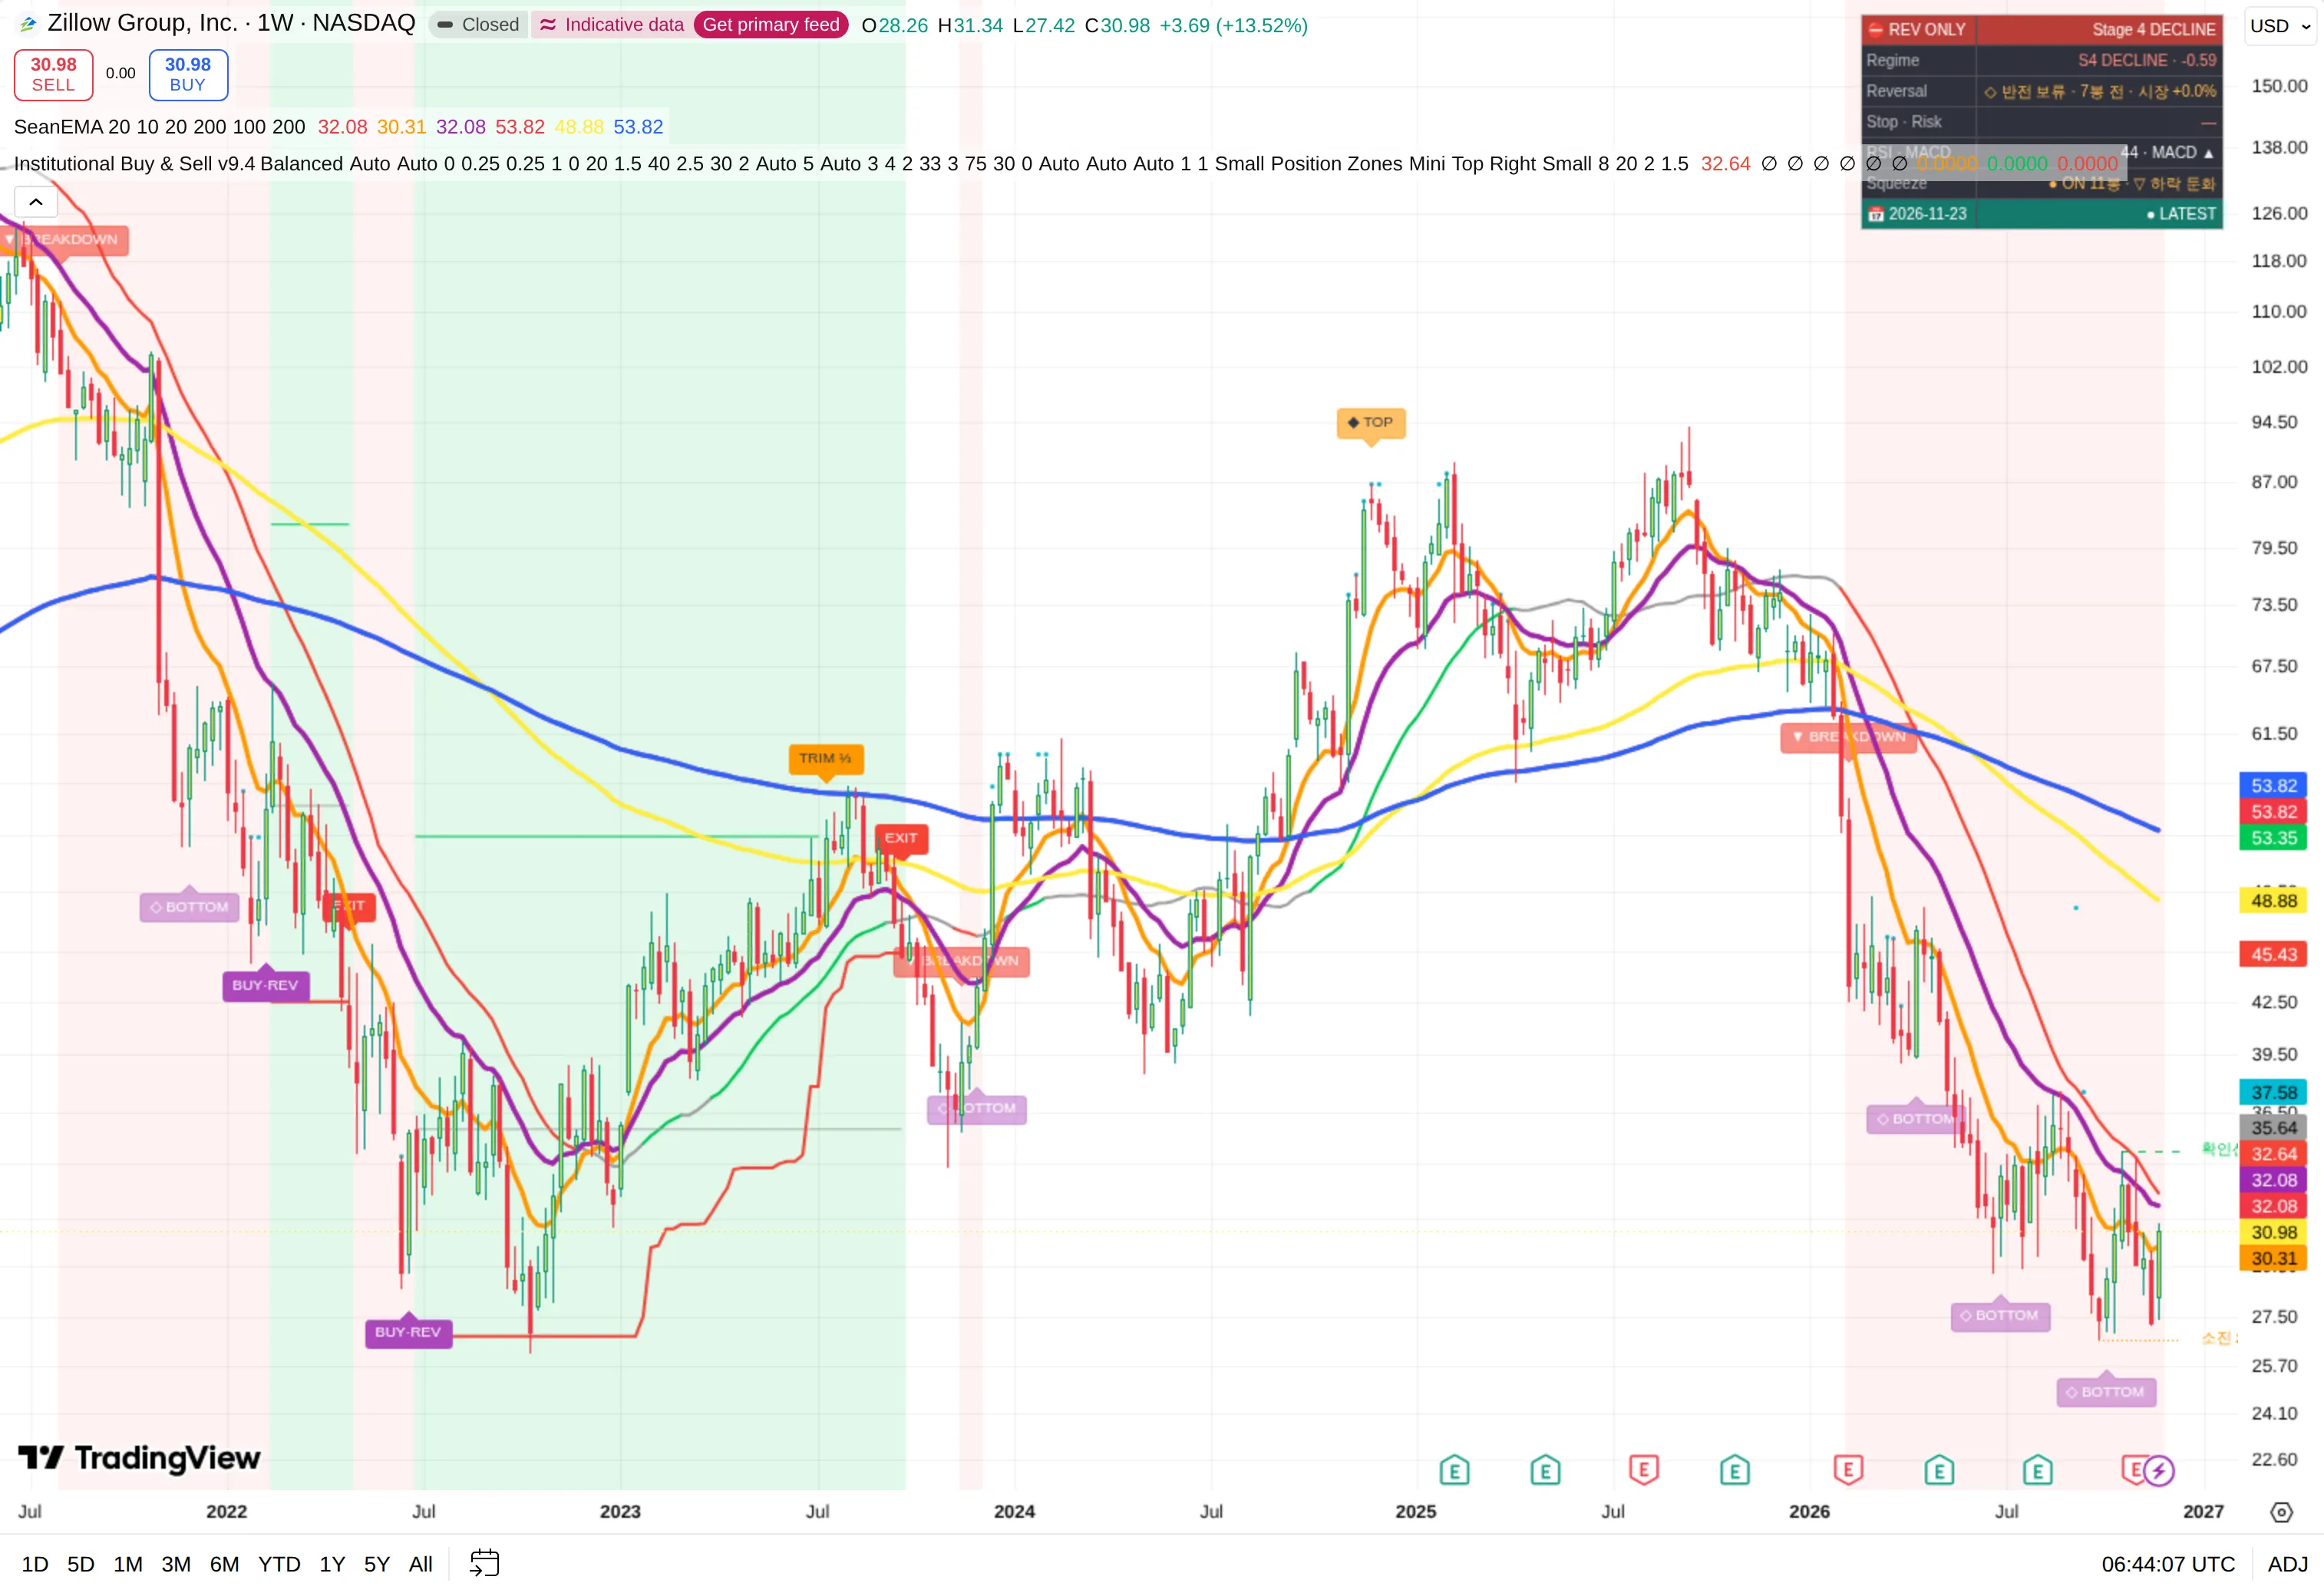 Zillow Group, Inc. · 1W · NASDAQ Closed Indicative data Get primary feed O28.26 H31.34 L27.42 C30.98 +3.69 (+13.52%)
30.98 SELL 0.00 30.98 BUY
SeanEMA 20 10 20 200 100 200 32.08 30.31 32.08 53.82 48.88 53.82
Institutional Buy & Sell v9.4 Balanced Auto Auto 0 0.25 0.25 1 0 20 1.5 40 2.5 30 2 Auto 5 Auto 3 4 2 33 3 75 30 0 Auto Auto Auto 1 1 Small Position Zones Mini Top Right Small 8 20 2 1.5 32.64 ∅ ∅ ∅ ∅ ∅ ∅ 0.0000 0.0000 0.0000
REV ONLY Stage 4 DECLINE
Regime S4 DECLINE · -0.59
Reversal ◇ 반전 보류 · 7봉 전 · 시장 +0.0%
Stop · Risk —
RSI · MACD 44 · MACD ▲
Squeeze ● ON 11봉 · ▽ 하락 둔화
2026-11-23 ● LATEST
USD
▼ BREAKDOWN
◆ TOP
▼ BREAKDOWN
TRIM ⅓
EXIT
◇ BOTTOM
EXIT
BREAKDOWN
BUY·REV
◇ BOTTOM
◇ BOTTOM
BUY·REV
◇ BOTTOM
◇ BOTTOM
소진
150.00
138.00
126.00
118.00
110.00
102.00
94.50
87.00
79.50
73.50
67.50
61.50
53.82
53.82
53.35
48.88
45.43
42.50
39.50
37.58
36.50
35.64
32.64
32.08
32.08
30.98
30.31
27.50
25.70
24.10
22.60
TradingView
E E E E E E E E
Jul 2022 Jul 2023 Jul 2024 Jul 2025 Jul 2026 Jul 2027
1D 5D 1M 3M 6M YTD 1Y 5Y All
06:44:07 UTC ADJ